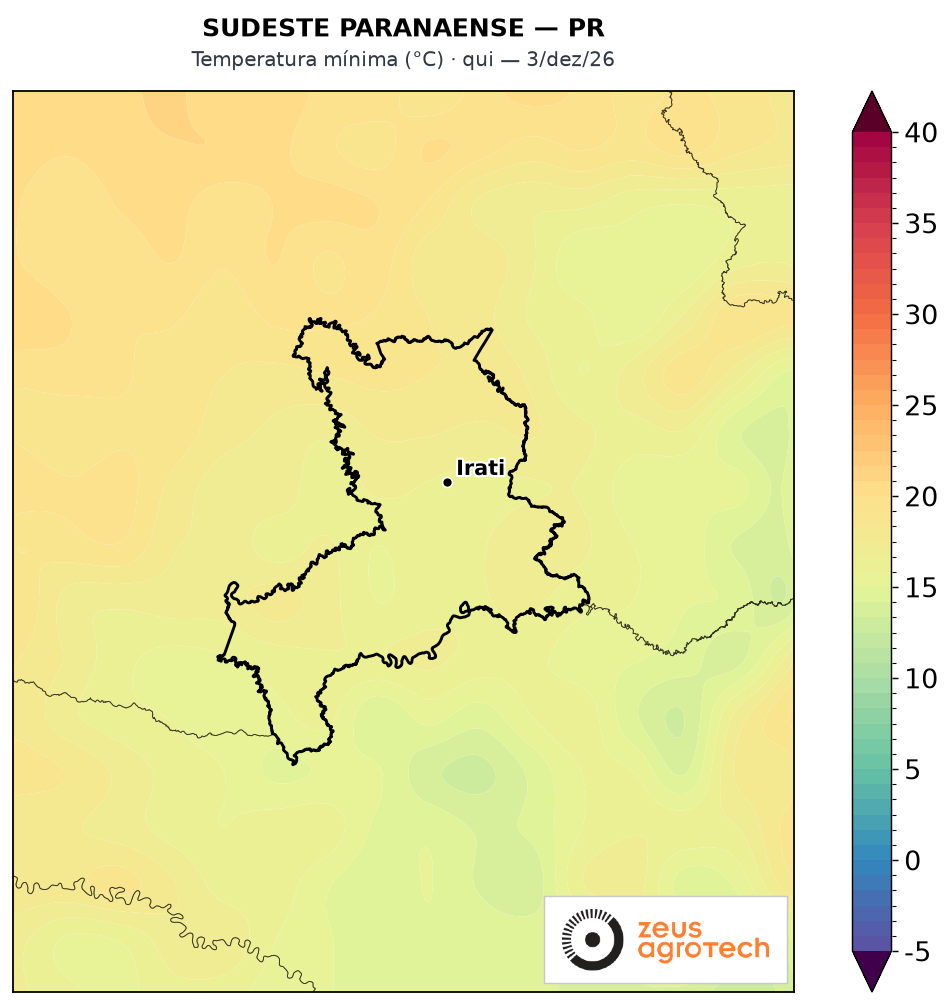 SUDESTE PARANAENSE — PR
Temperatura mínima (°C) · qui — 3/dez/26
40
35
30
25
20
15
10
5
0
-5
Irati
zeus
agrotech